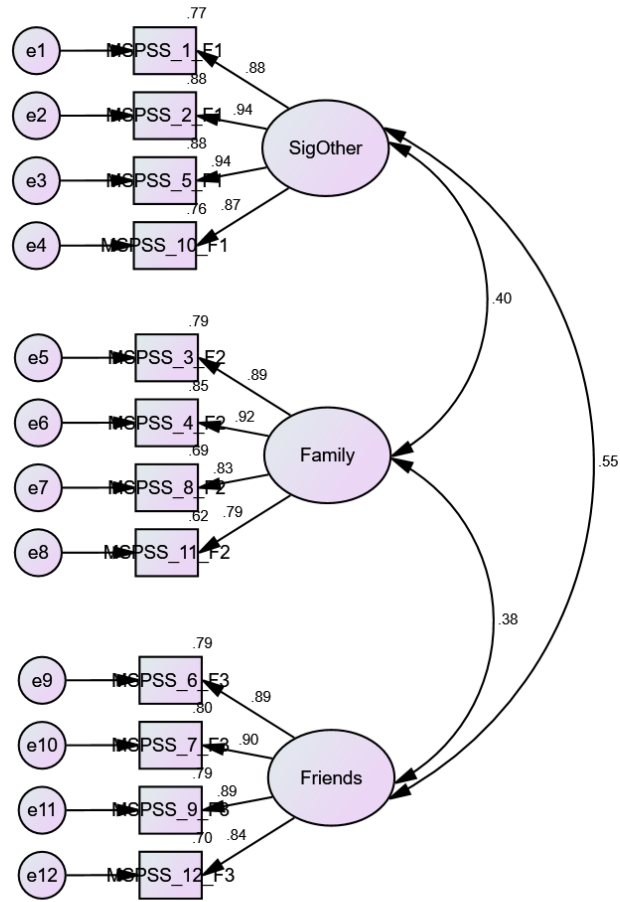 .77
e1
MSPSS_1_F1
.88
.88
e2
MSPSS_2_F1
.94
SigOther
.88
e3
MSPSS_5_F1
.94
.76
e4
MSPSS_10_F1
.87
.40
.79
e5
MSPSS_3_F2
.89
.85
e6
MSPSS_4_F2
.92
Family
.55
.69
e7
MSPSS_8_F2
.83
.62
e8
MSPSS_11_F2
.79
.38
.79
e9
MSPSS_6_F3
.89
.80
e10
MSPSS_7_F3
.90
Friends
.79
e11
MSPSS_9_F3
.89
.70
e12
MSPSS_12_F3
.84